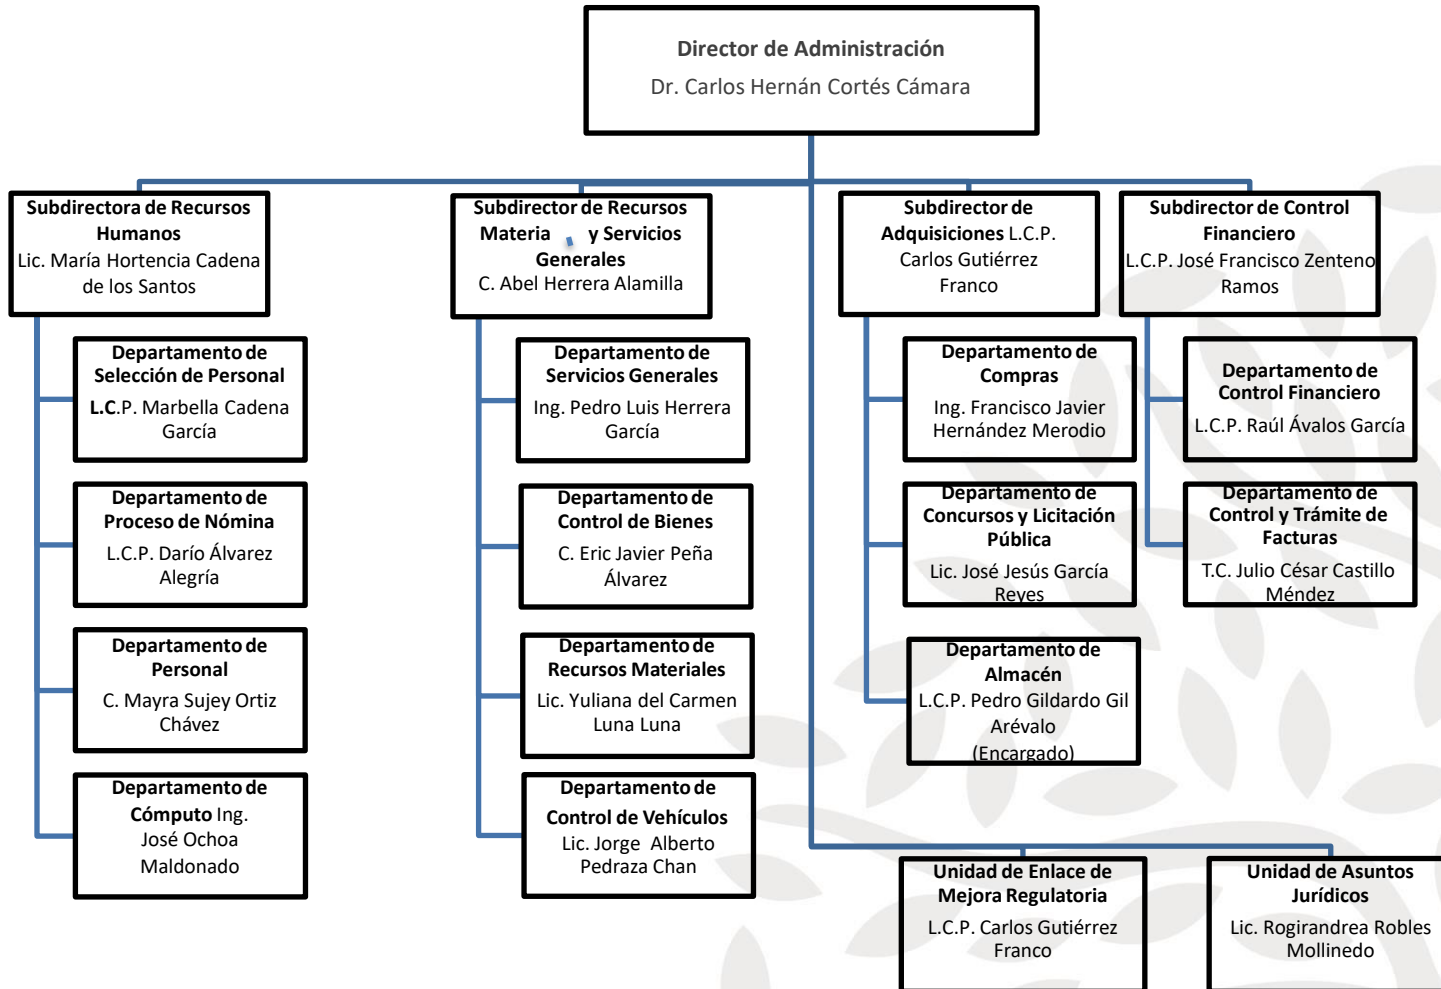 Director de Administración
Dr. Carlos Hernán Cortés Cámara
Subdirectora de Recursos
Humanos
Lic. María Hortencia Cadena
de los Santos
Subdirector de Recursos
Materia y Servicios
Generales
C. Abel Herrera Alamilla
Subdirector de
Adquisiciones L.C.P.
Carlos Gutiérrez
Franco
Subdirector de Control
Financiero
L.C.P. José Francisco Zenteno
Ramos
Departamento de
Selección de Personal
L.C.P. Marbella Cadena
García
Departamento de
Servicios Generales
Ing. Pedro Luis Herrera
García
Departamento de
Compras
Ing. Francisco Javier
Hernández Merodio
Departamento de
Control Financiero
L.C.P. Raúl Ávalos García
Departamento de
Proceso de Nómina
L.C.P. Darío Álvarez
Alegría
Departamento de
Control de Bienes
C. Eric Javier Peña
Álvarez
Departamento de
Concursos y Licitación
Pública
Lic. José Jesús García
Reyes
Departamento de
Control y Trámite de
Facturas
T.C. Julio César Castillo
Méndez
Departamento de
Personal
C. Mayra Sujey Ortiz
Chávez
Departamento de
Recursos Materiales
Lic. Yuliana del Carmen
Luna Luna
Departamento de
Almacén
L.C.P. Pedro Gildardo Gil
Arévalo
(Encargado)
Departamento de
Cómputo Ing.
José Ochoa
Maldonado
Departamento de
Control de Vehículos
Lic. Jorge Alberto
Pedraza Chan
Unidad de Enlace de
Mejora Regulatoria
L.C.P. Carlos Gutiérrez
Franco
Unidad de Asuntos
Jurídicos
Lic. Rogirandrea Robles
Mollinedo